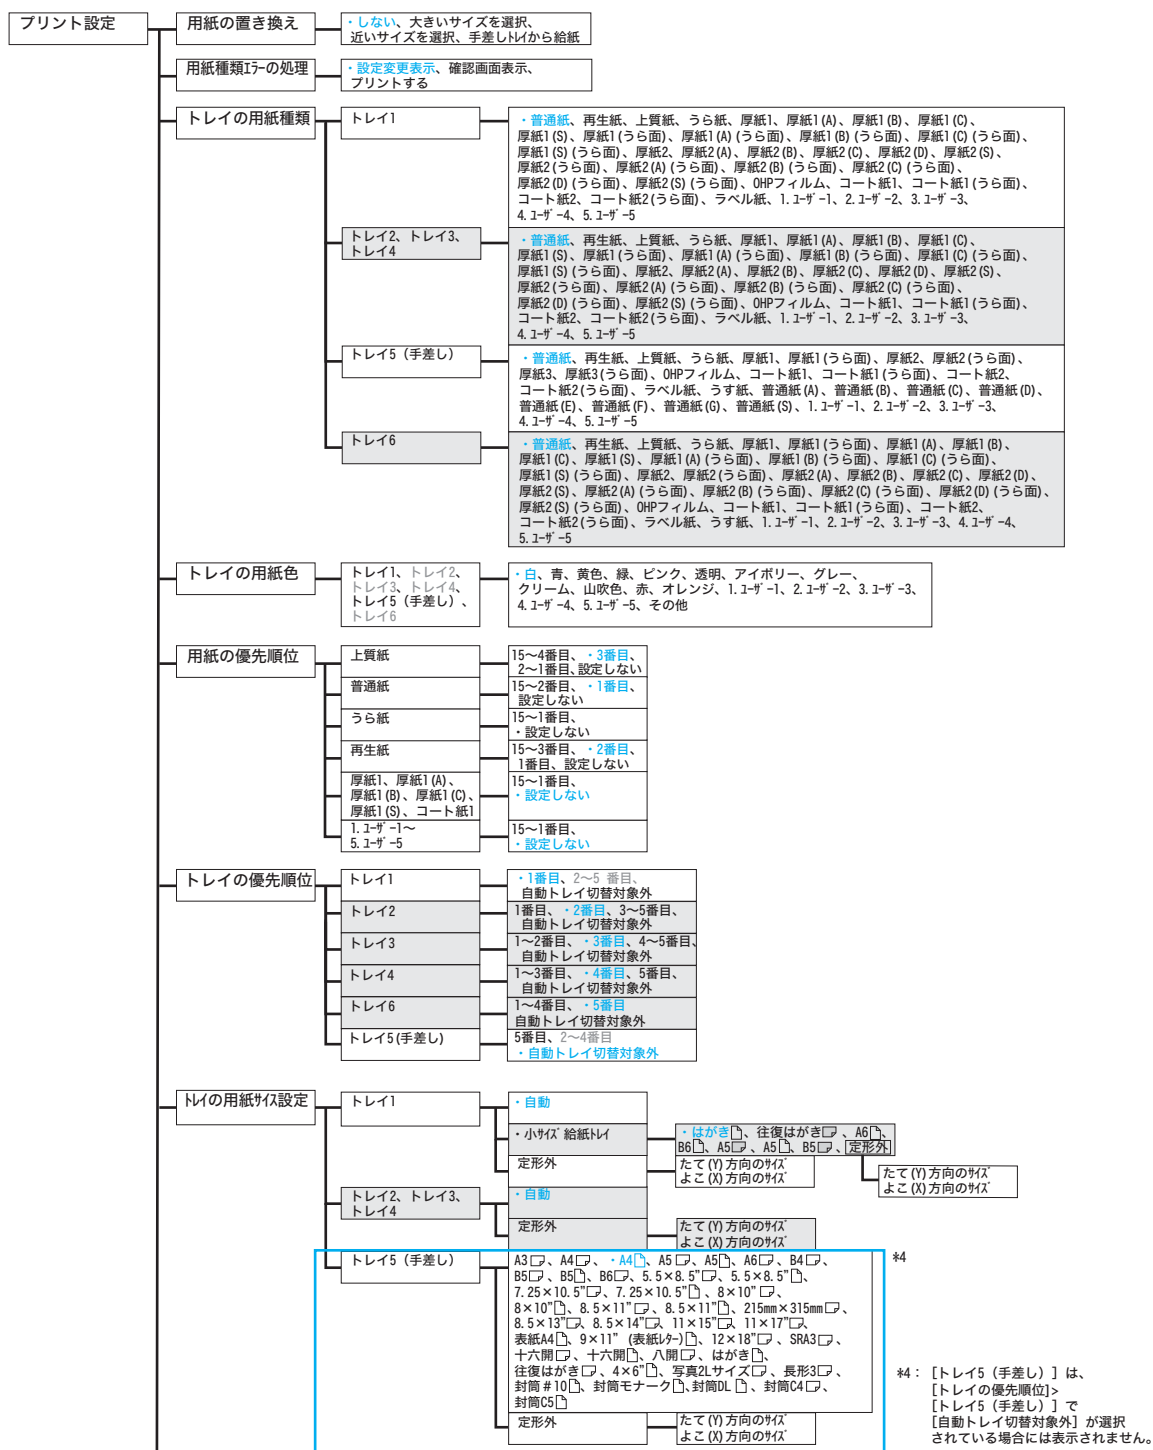 プリント設定
用紙の置き換え
・しない、大きいサイズを選択、
近いサイズを選択、手差しﾄﾚｲから給紙
用紙種類ｴﾗｰの処理
・設定変更表示、確認画面表示、
プリントする
トレイの用紙種類
トレイ1
・普通紙、再生紙、上質紙、うら紙、厚紙1、厚紙1(A)、厚紙1(B)、厚紙1(C)、
厚紙1(S)、厚紙1(うら面)、厚紙1(A)(うら面)、厚紙1(B)(うら面)、厚紙1(C)(うら面)、
厚紙1(S)(うら面)、厚紙2、厚紙2(A)、厚紙2(B)、厚紙2(C)、厚紙2(D)、厚紙2(S)、
厚紙2(うら面)、厚紙2(A)(うら面)、厚紙2(B)(うら面)、厚紙2(C)(うら面)、
厚紙2(D)(うら面)、厚紙2(S)(うら面)、OHPフィルム、コート紙1、コート紙1(うら面)、
コート紙2、コート紙2(うら面)、ラベル紙、1.ﾕｰｻﾞｰ1、2.ﾕｰｻﾞｰ2、3.ﾕｰｻﾞｰ3、
4.ﾕｰｻﾞｰ4、5.ﾕｰｻﾞｰ5
トレイ2、トレイ3、
トレイ4
・普通紙、再生紙、上質紙、うら紙、厚紙1、厚紙1(A)、厚紙1(B)、厚紙1(C)、
厚紙1(S)、厚紙1(うら面)、厚紙1(A)(うら面)、厚紙1(B)(うら面)、厚紙1(C)(うら面)、
厚紙1(S)(うら面)、厚紙2、厚紙2(A)、厚紙2(B)、厚紙2(C)、厚紙2(D)、厚紙2(S)、
厚紙2(うら面)、厚紙2(A)(うら面)、厚紙2(B)(うら面)、厚紙2(C)(うら面)、
厚紙2(D)(うら面)、厚紙2(S)(うら面)、OHPフィルム、コート紙1、コート紙1(うら面)、
コート紙2、コート紙2(うら面)、ラベル紙、1.ﾕｰｻﾞｰ1、2.ﾕｰｻﾞｰ2、3.ﾕｰｻﾞｰ3、
4.ﾕｰｻﾞｰ4、5.ﾕｰｻﾞｰ5
トレイ5（手差し）
・普通紙、再生紙、上質紙、うら紙、厚紙1、厚紙1(うら面)、厚紙2、厚紙2(うら面)、
厚紙3、厚紙3(うら面)、OHPフィルム、コート紙1、コート紙1(うら面)、コート紙2、
コート紙2(うら面)、ラベル紙、うす紙、普通紙(A)、普通紙(B)、普通紙(C)、普通紙(D)、
普通紙(E)、普通紙(F)、普通紙(G)、普通紙(S)、1.ﾕｰｻﾞｰ1、2.ﾕｰｻﾞｰ2、3.ﾕｰｻﾞｰ3、
4.ﾕｰｻﾞｰ4、5.ﾕｰｻﾞｰ5
トレイ6
・普通紙、再生紙、上質紙、うら紙、厚紙1、厚紙1(うら面)、厚紙1(A)、厚紙1(B)、
厚紙1(C)、厚紙1(S)、厚紙1(A)(うら面)、厚紙1(B)(うら面)、厚紙1(C)(うら面)、
厚紙1(S)(うら面)、厚紙2、厚紙2(うら面)、厚紙2(A)、厚紙2(B)、厚紙2(C)、厚紙2(D)、
厚紙2(S)、厚紙2(A)(うら面)、厚紙2(B)(うら面)、厚紙2(C)(うら面)、厚紙2(D)(うら面)、
厚紙2(S)(うら面)、OHPフィルム、コート紙1、コート紙1(うら面)、コート紙2、
コート紙2(うら面)、ラベル紙、うす紙、1.ﾕｰｻﾞｰ1、2.ﾕｰｻﾞｰ2、3.ﾕｰｻﾞｰ3、4.ﾕｰｻﾞｰ4、
5.ﾕｰｻﾞｰ5
トレイの用紙色
トレイ1、トレイ2、
トレイ3、トレイ4、
トレイ5（手差し）、
トレイ6
・白、青、黄色、緑、ピンク、透明、アイボリー、グレー、
クリーム、山吹色、赤、オレンジ、1.ﾕｰｻﾞｰ1、2.ﾕｰｻﾞｰ2、3.ﾕｰｻﾞｰ3、
4.ﾕｰｻﾞｰ4、5.ﾕｰｻﾞｰ5、その他
用紙の優先順位
上質紙
15～4番目、・3番目、
2～1番目、設定しない
普通紙
15～2番目、・1番目、
設定しない
うら紙
15～1番目、
・設定しない
再生紙
15～3番目、・2番目、
1番目、設定しない
厚紙1、厚紙1(A)、
厚紙1(B)、厚紙1(C)、
厚紙1(S)、コート紙1
15～1番目、
・設定しない
1.ﾕｰｻﾞｰ1～
5.ﾕｰｻﾞｰ5
15～1番目、
・設定しない
トレイの優先順位
トレイ1
・1番目、2～5 番目、
自動トレイ切替対象外
トレイ2
1番目、・2番目、3～5番目、
自動トレイ切替対象外
トレイ3
1～2番目、・3番目、4～5番目、
自動トレイ切替対象外
トレイ4
1～3番目、・4番目、5番目、
自動トレイ切替対象外
トレイ6
1～4番目、・5番目
自動トレイ切替対象外
トレイ5(手差し)
5番目、2～4番目
・自動トレイ切替対象外
ﾄﾚｲの用紙ｻｲｽﾞ設定
トレイ1
・自動
・小ｻｲｽﾞ給紙ﾄﾚｲ
・はがき、往復はがき、A6、
B6、A5、A5、B5、定形外
たて(Y)方向のｻｲｽﾞ
よこ(X)方向のｻｲｽﾞ
定形外
たて(Y)方向のｻｲｽﾞ
よこ(X)方向のｻｲｽﾞ
トレイ2、トレイ3、
トレイ4
・自動
定形外
たて(Y)方向のｻｲｽﾞ
よこ(X)方向のｻｲｽﾞ
トレイ5（手差し）
A3、A4、・A4、A5、A5、A6、B4、
B5、B5、B6、5.5×8.5"、5.5×8.5"、
7.25×10.5"、7.25×10.5"、8×10"、
8×10"、8.5×11"、8.5×11"、215mm×315mm、
8.5×13"、8.5×14"、11×15"、11×17"、
表紙A4、9×11" (表紙ﾚﾀｰ)、12×18"、SRA3、
十六開、十六開、八開、はがき、
往復はがき、4×6"、写真2Lサイズ、長形3、
封筒＃10、封筒モナーク、封筒DL、封筒C4、
封筒C5
定形外
たて(Y)方向のｻｲｽﾞ
よこ(X)方向のｻｲｽﾞ
*4
*4：［トレイ5（手差し）］は、
［トレイの優先順位]>
［トレイ5（手差し）］で
［自動トレイ切替対象外］が選択
されている場合には表示されません。